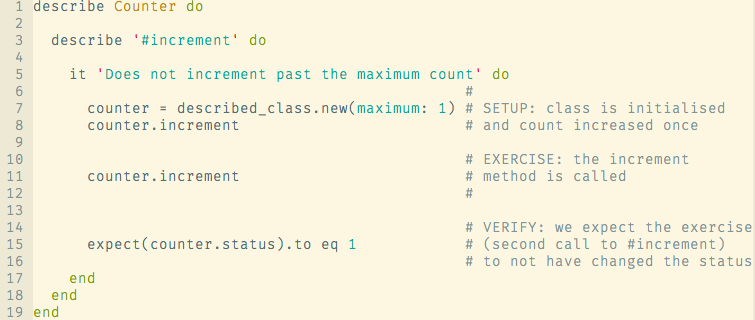 1 describe Counter do
2
3   describe '#increment' do
4
5     it 'Does not increment past the maximum count' do
6                                                 #
7       counter = described_class.new(maximum: 1) # SETUP: class is initialised
8       counter.increment                         # and count increased once
9
10                                                # EXERCISE: the increment
11      counter.increment                         # method is called
12                                                #
13
14                                                # VERIFY: we expect the exercise
15      expect(counter.status).to eq 1            # (second call to #increment)
16                                                # to not have changed the status
17    end
18  end
19 end